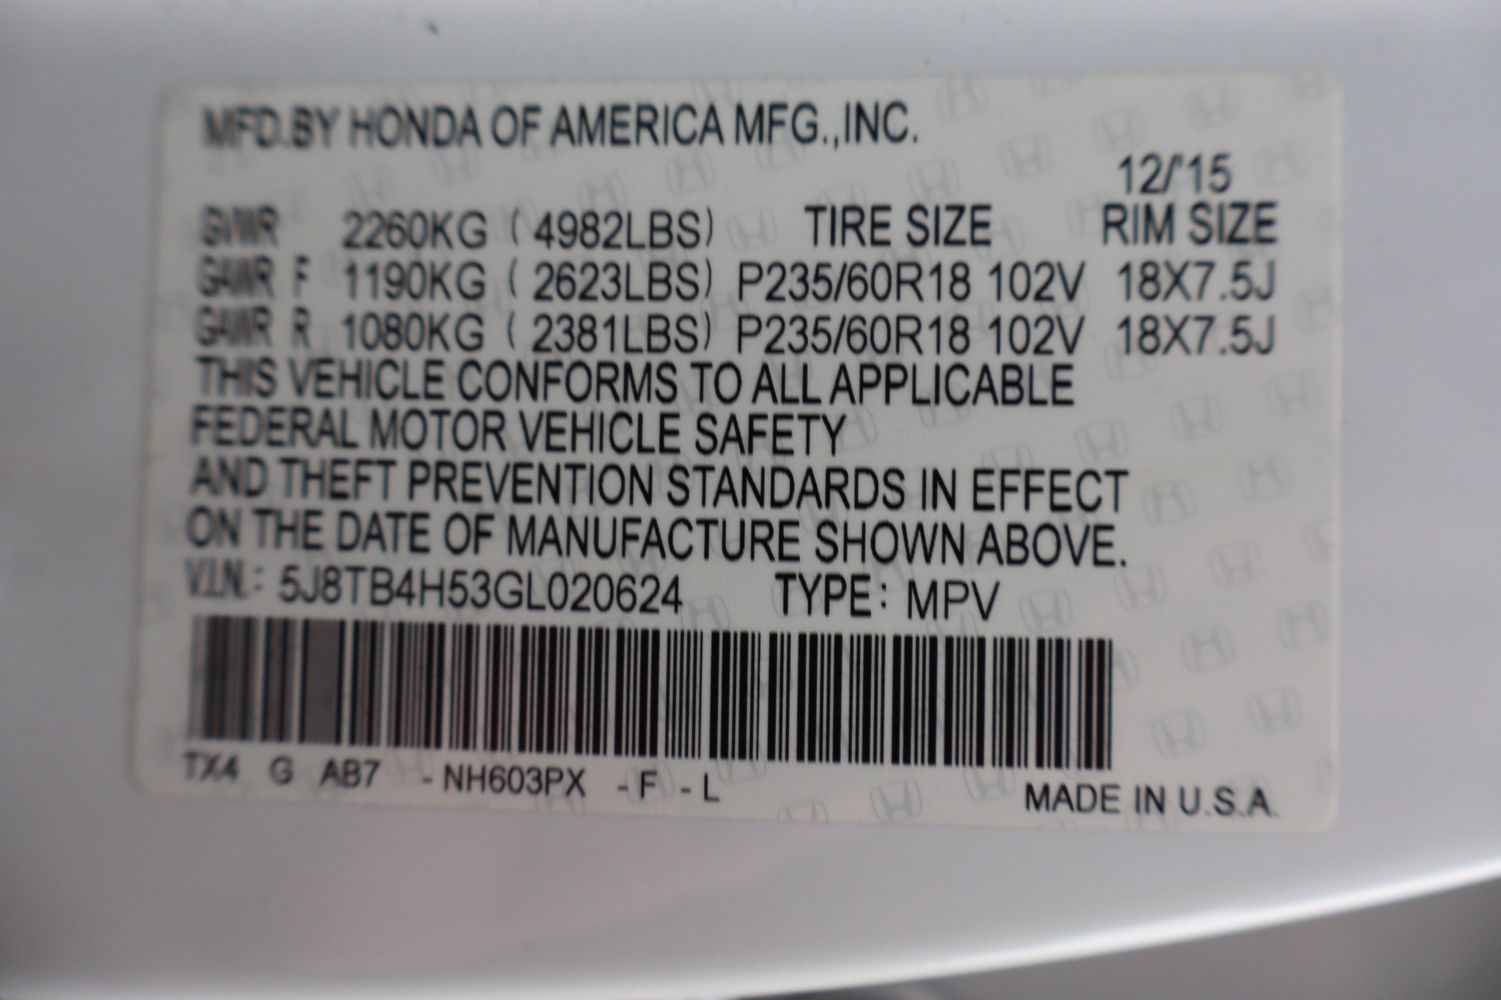 MFD.BY HONDA OF AMERICA MFG.,INC.
12/'15
GVWR 2260KG ( 4982LBS) TIRE SIZE RIM SIZE
GAWR F 1190KG ( 2623LBS) P235/60R18 102V 18X7.5J
GAWR R 1080KG ( 2381LBS) P235/60R18 102V 18X7.5J
THIS VEHICLE CONFORMS TO ALL APPLICABLE
FEDERAL MOTOR VEHICLE SAFETY
AND THEFT PREVENTION STANDARDS IN EFFECT
ON THE DATE OF MANUFACTURE SHOWN ABOVE.
V.I.N.: 5J8TB4H53GL020624 TYPE: MPV
TX4 G AB7 - NH603PX - F - L
MADE IN U.S.A.